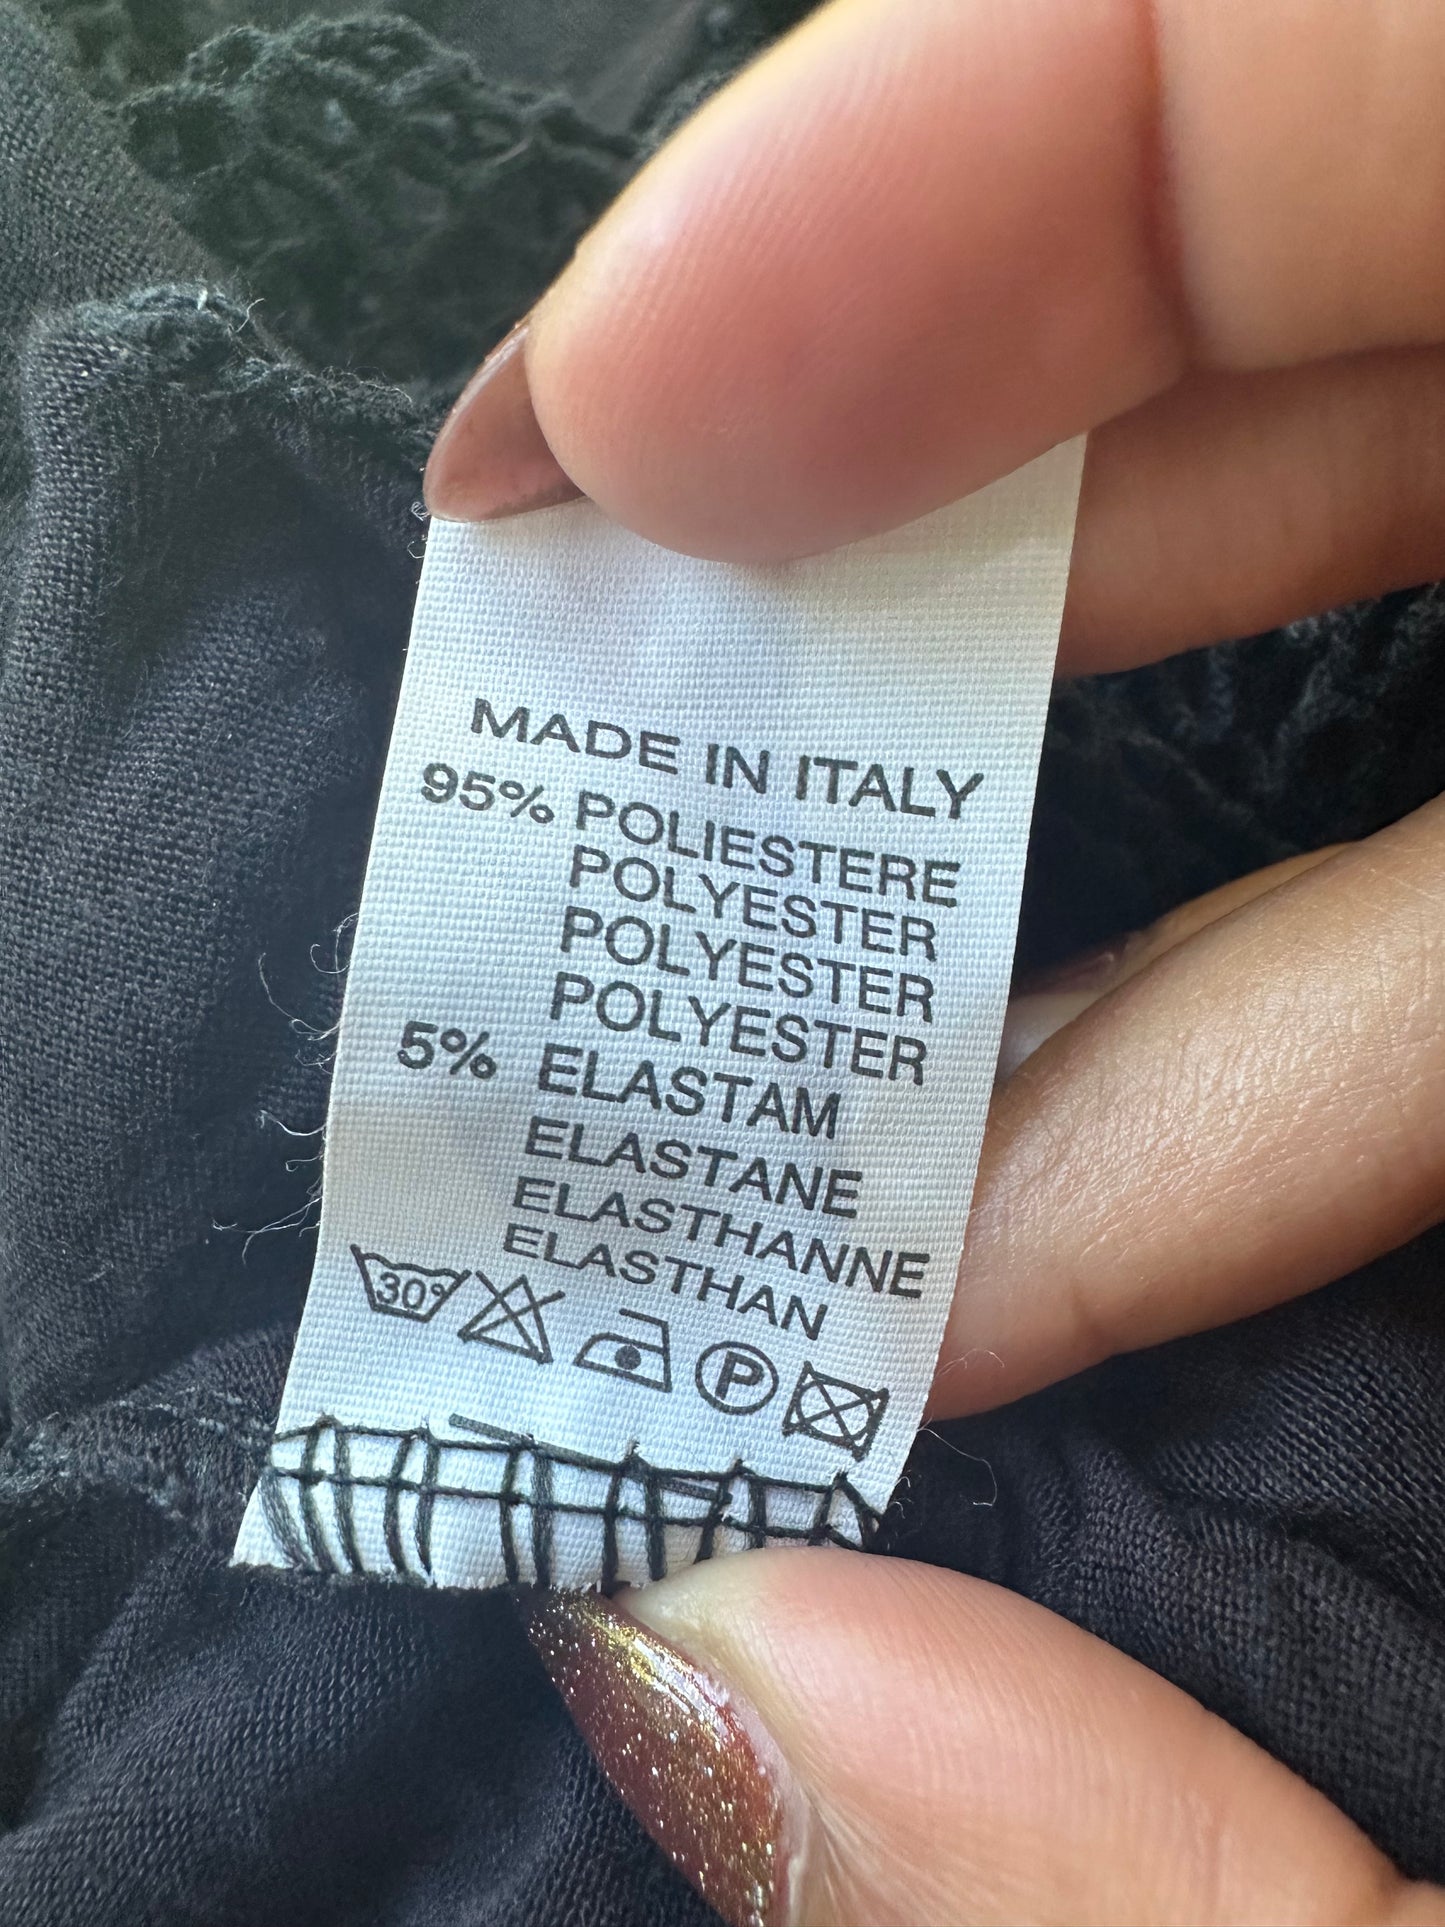 MADE IN ITALY
95% POLIESTERE
POLYESTER
POLYESTER
POLYESTER
5% ELASTAM
ELASTANE
ELASTHANNE
ELASTHAN
30° P